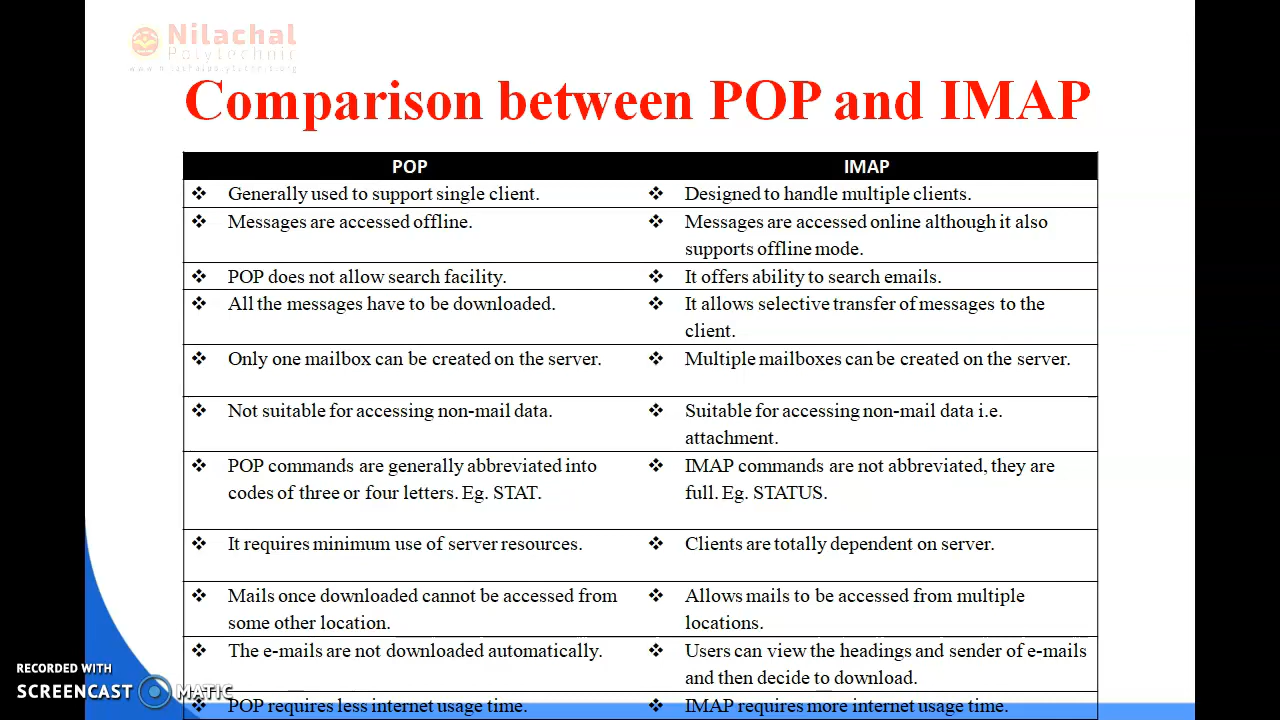 Nilachal
Polytechnic
Comparison between POP and IMAP
POP IMAP
❖ Generally used to support single client. ❖ Designed to handle multiple clients.
❖ Messages are accessed offline. ❖ Messages are accessed online although it also
supports offline mode.
❖ POP does not allow search facility. ❖ It offers ability to search emails.
❖ All the messages have to be downloaded. ❖ It allows selective transfer of messages to the
client.
❖ Only one mailbox can be created on the server. ❖ Multiple mailboxes can be created on the server.
❖ Not suitable for accessing non-mail data. ❖ Suitable for accessing non-mail data i.e.
attachment.
❖ POP commands are generally abbreviated into ❖ IMAP commands are not abbreviated, they are
codes of three or four letters. Eg. STAT. full. Eg. STATUS.
❖ It requires minimum use of server resources. ❖ Clients are totally dependent on server.
❖ Mails once downloaded cannot be accessed from ❖ Allows mails to be accessed from multiple
some other location. locations.
❖ The e-mails are not downloaded automatically. ❖ Users can view the headings and sender of e-mails
and then decide to download.
❖ POP requires less internet usage time. ❖ IMAP requires more internet usage time.
RECORDED WITH
SCREENCAST MATIC